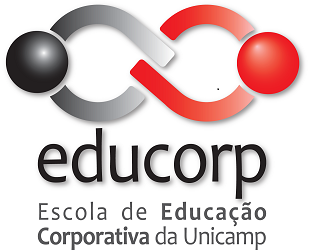 educorp
Escola de Educação
Corporativa da Unicamp